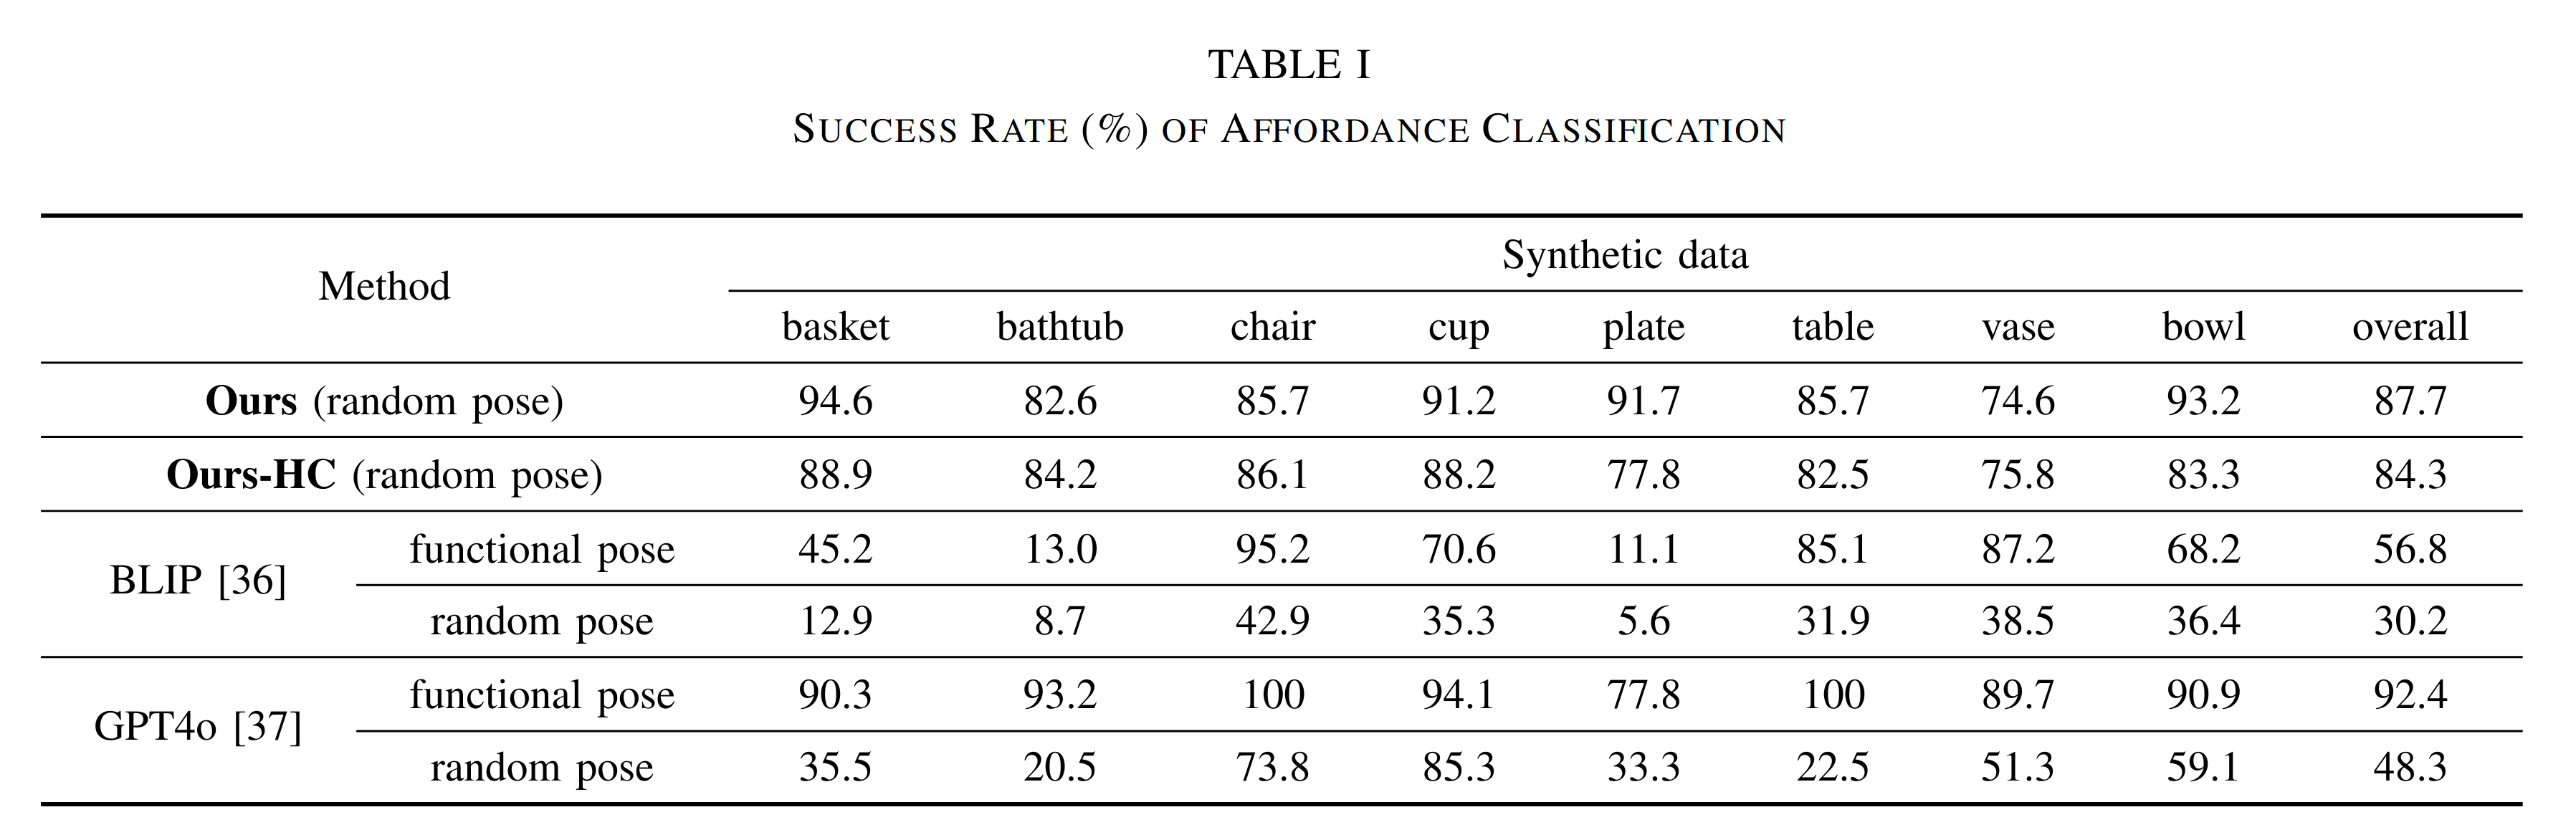 TABLE I
SUCCESS RATE (%) OF AFFORDANCE CLASSIFICATION
Method Synthetic data
basket bathtub chair cup plate table vase bowl overall
Ours (random pose) 94.6 82.6 85.7 91.2 91.7 85.7 74.6 93.2 87.7
Ours-HC (random pose) 88.9 84.2 86.1 88.2 77.8 82.5 75.8 83.3 84.3
BLIP [36] functional pose 45.2 13.0 95.2 70.6 11.1 85.1 87.2 68.2 56.8
random pose 12.9 8.7 42.9 35.3 5.6 31.9 38.5 36.4 30.2
GPT4o [37] functional pose 90.3 93.2 100 94.1 77.8 100 89.7 90.9 92.4
random pose 35.5 20.5 73.8 85.3 33.3 22.5 51.3 59.1 48.3